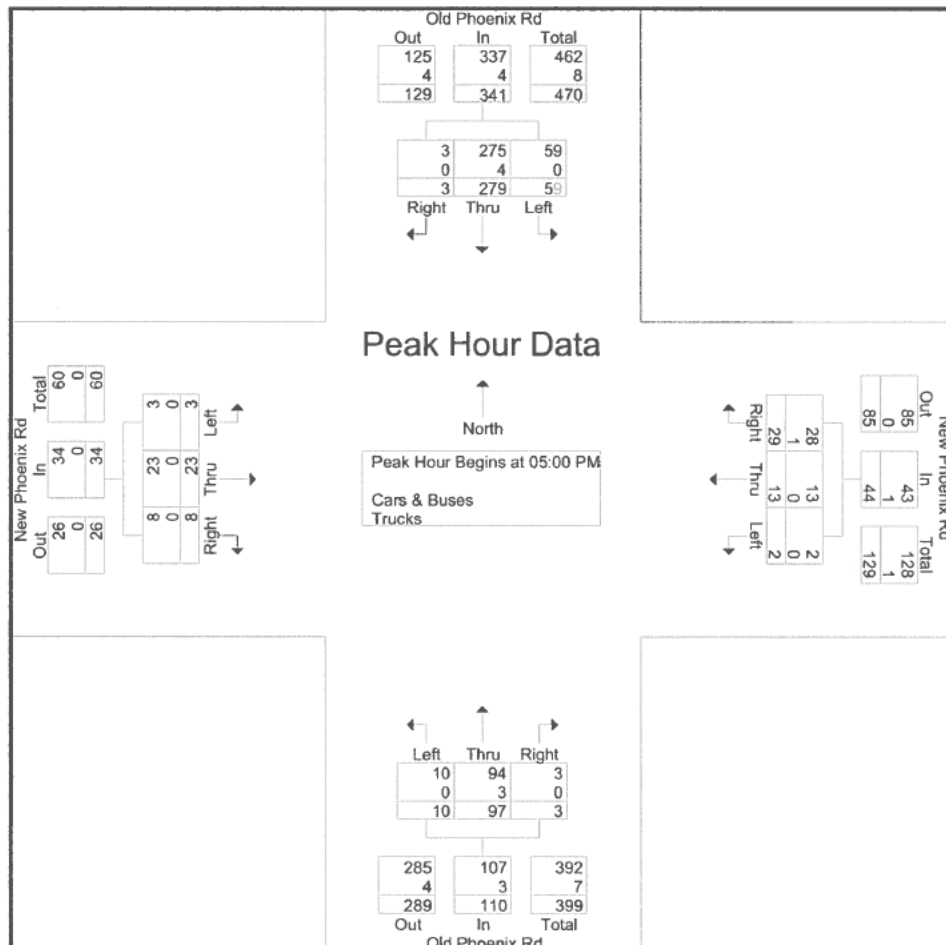 Old Phoenix Rd
Out In Total
125 337 462
4 4 8
129 341 470
3 275 59
0 4 0
3 279 59
Right Thru Left
Peak Hour Data
North
Peak Hour Begins at 05:00 PM
Cars & Buses
Trucks
New Phoenix Rd
Out In Total
26 34 60
0 0 0
26 34 60
Right Thru Left
8 23 3
0 0 0
8 23 3
New Phoenix Rd
Out In Total
85 43 128
0 1 1
85 44 129
28 13 2
1 0 0
29 13 2
Right Thru Left
Left Thru Right
10 94 3
0 3 0
10 97 3
285 107 392
4 3 7
289 110 399
Out In Total
Old Phoenix Rd